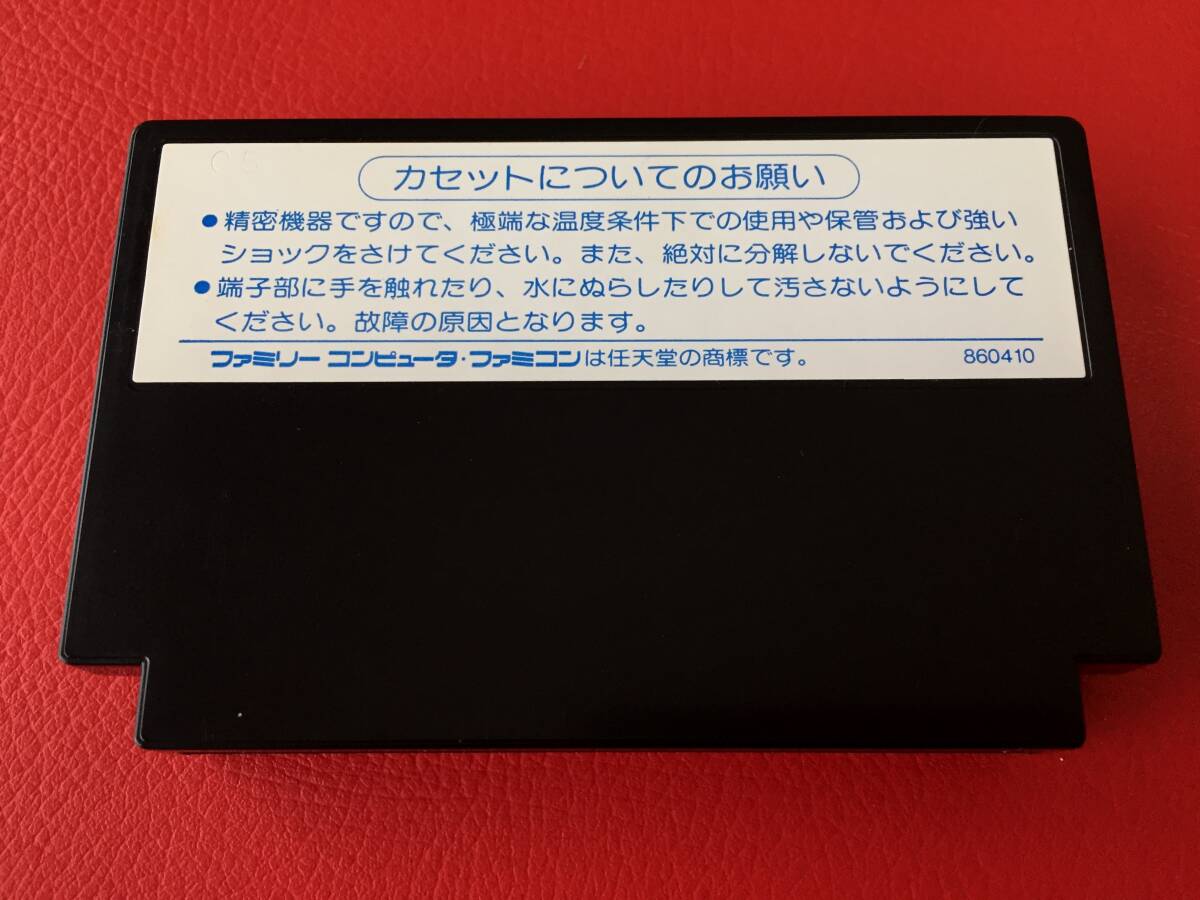 C5
カセットについてのお願い
●精密機器ですので、極端な温度条件下での使用や保管および強い
ショックをさけてください。また、絶対に分解しないでください。
●端子部に手を触れたり、水にぬらしたりして汚さないようにして
ください。故障の原因となります。
ファミリー コンピュータ・ファミコンは任天堂の商標です。 860410